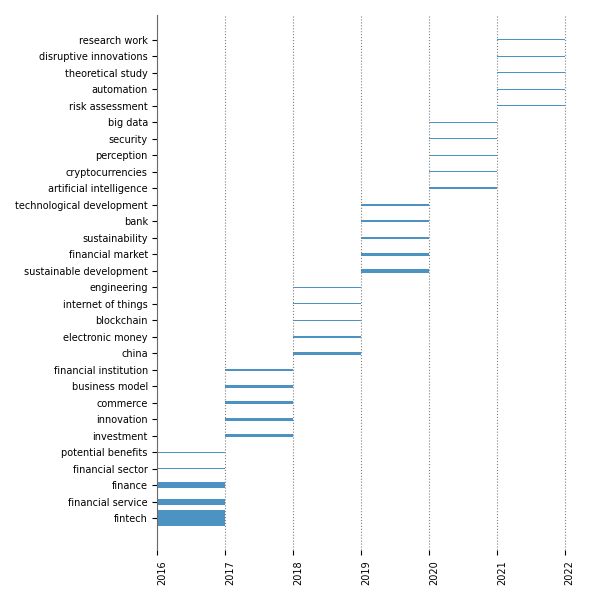 research work
disruptive innovations
theoretical study
automation
risk assessment
big data
security
perception
cryptocurrencies
artificial intelligence
technological development
bank
sustainability
financial market
sustainable development
engineering
internet of things
blockchain
electronic money
china
financial institution
business model
commerce
innovation
investment
potential benefits
financial sector
finance
financial service
fintech
2016
2017
2018
2019
2020
2021
2022